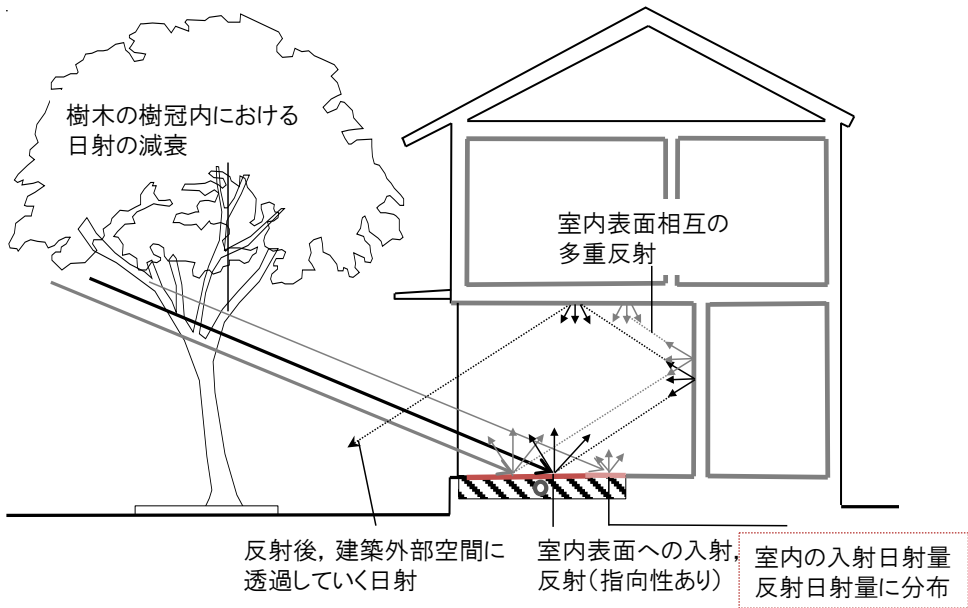 樹木の樹冠内における
日射の減衰
室内表面相互の
多重反射
反射後，建築外部空間に
透過していく日射
室内表面への入射，
反射（指向性あり）
室内の入射日射量
反射日射量に分布